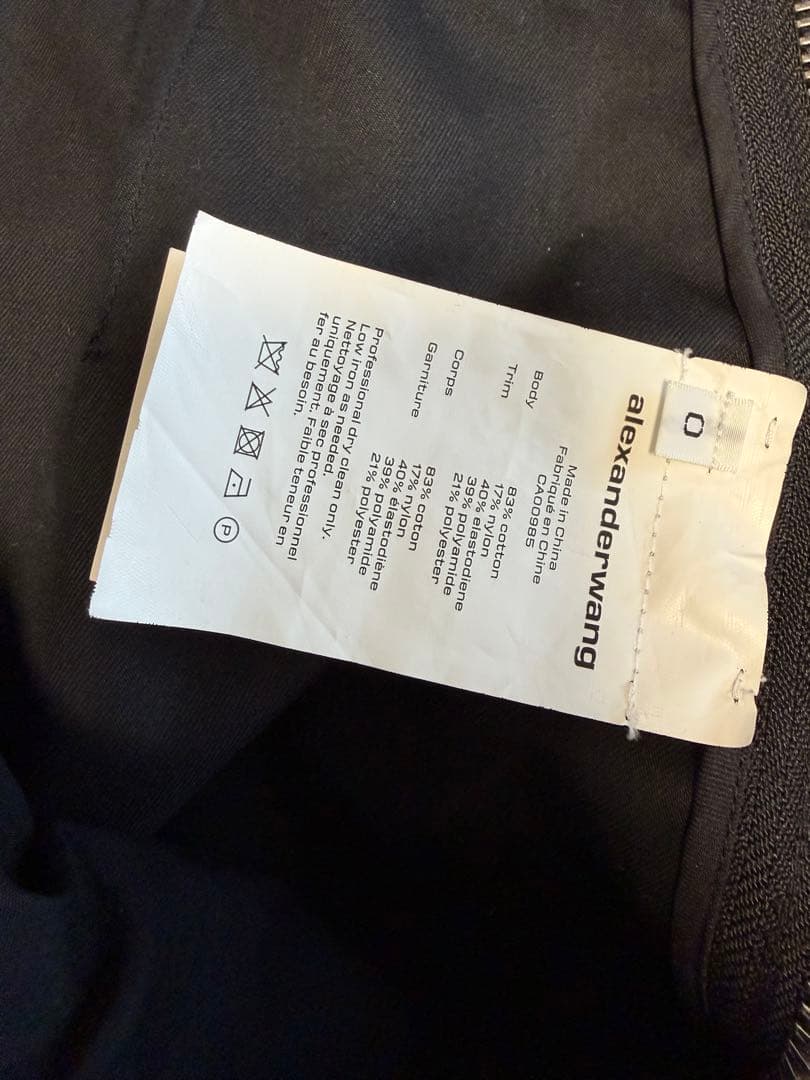 0
alexanderwang
Made in China
Fabriqué en Chine
CA00985
Body 83% cotton
17% nylon
Trim 40% elastodiene
39% polyamide
21% polyester
Corps 83% coton
17% nylon
Garniture 40% élastodiène
39% polyamide
21% polyester
Professional dry clean only.
Low iron as needed.
Nettoyage à sec professionnel
uniquement. Faible teneur en
fer au besoin.
P